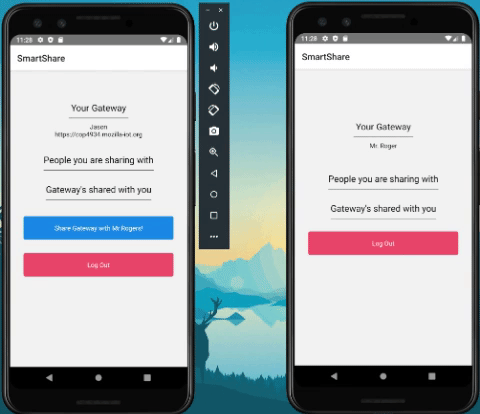 11:28
SmartShare
Your Gateway
Jason
https://cop4934.mozilla-iot.org
People you are sharing with
Gateway's shared with you
Share Gateway with Mr.Rogers!
Log Out
11:28
SmartShare
Your Gateway
Mr. Roger
People you are sharing with
Gateway's shared with you
Log Out